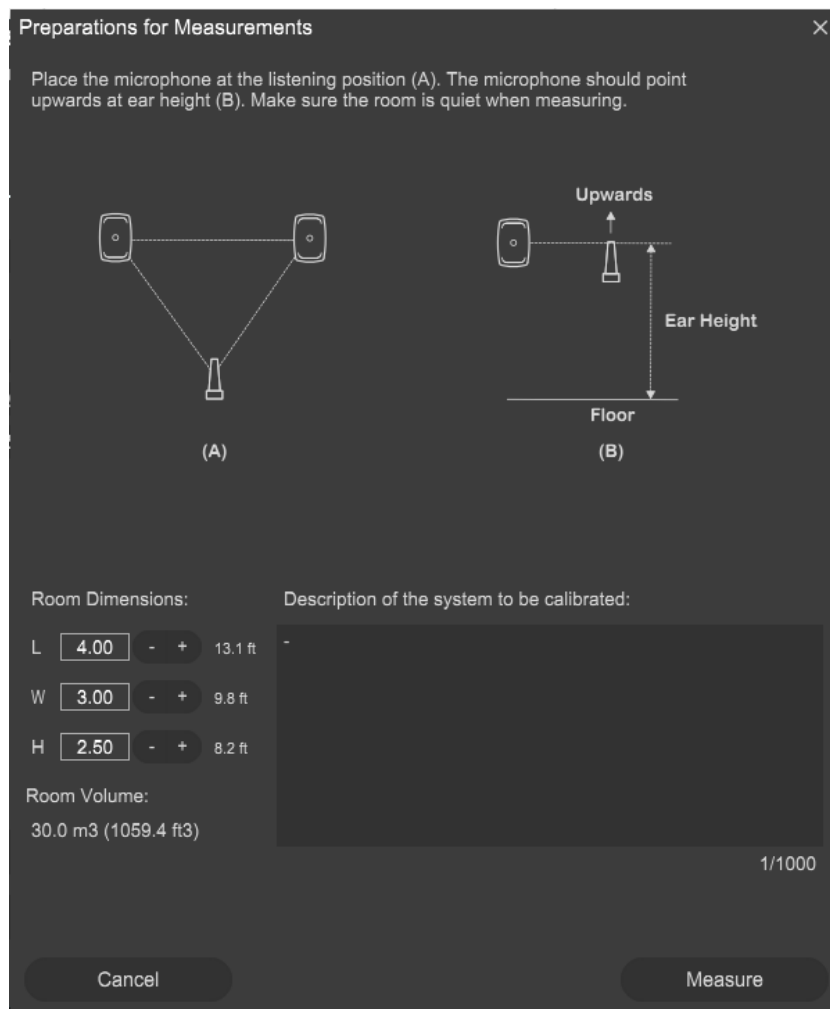 Preparations for Measurements
Place the microphone at the listening position (A). The microphone should point
upwards at ear height (B). Make sure the room is quiet when measuring.
Upwards
Ear Height
Floor
(A)
(B)
Room Dimensions:
Description of the system to be calibrated:
L 4.00 - + 13.1 ft
-
W 3.00 - + 9.8 ft
H 2.50 - + 8.2 ft
Room Volume:
30.0 m3 (1059.4 ft3)
1/1000
Cancel
Measure